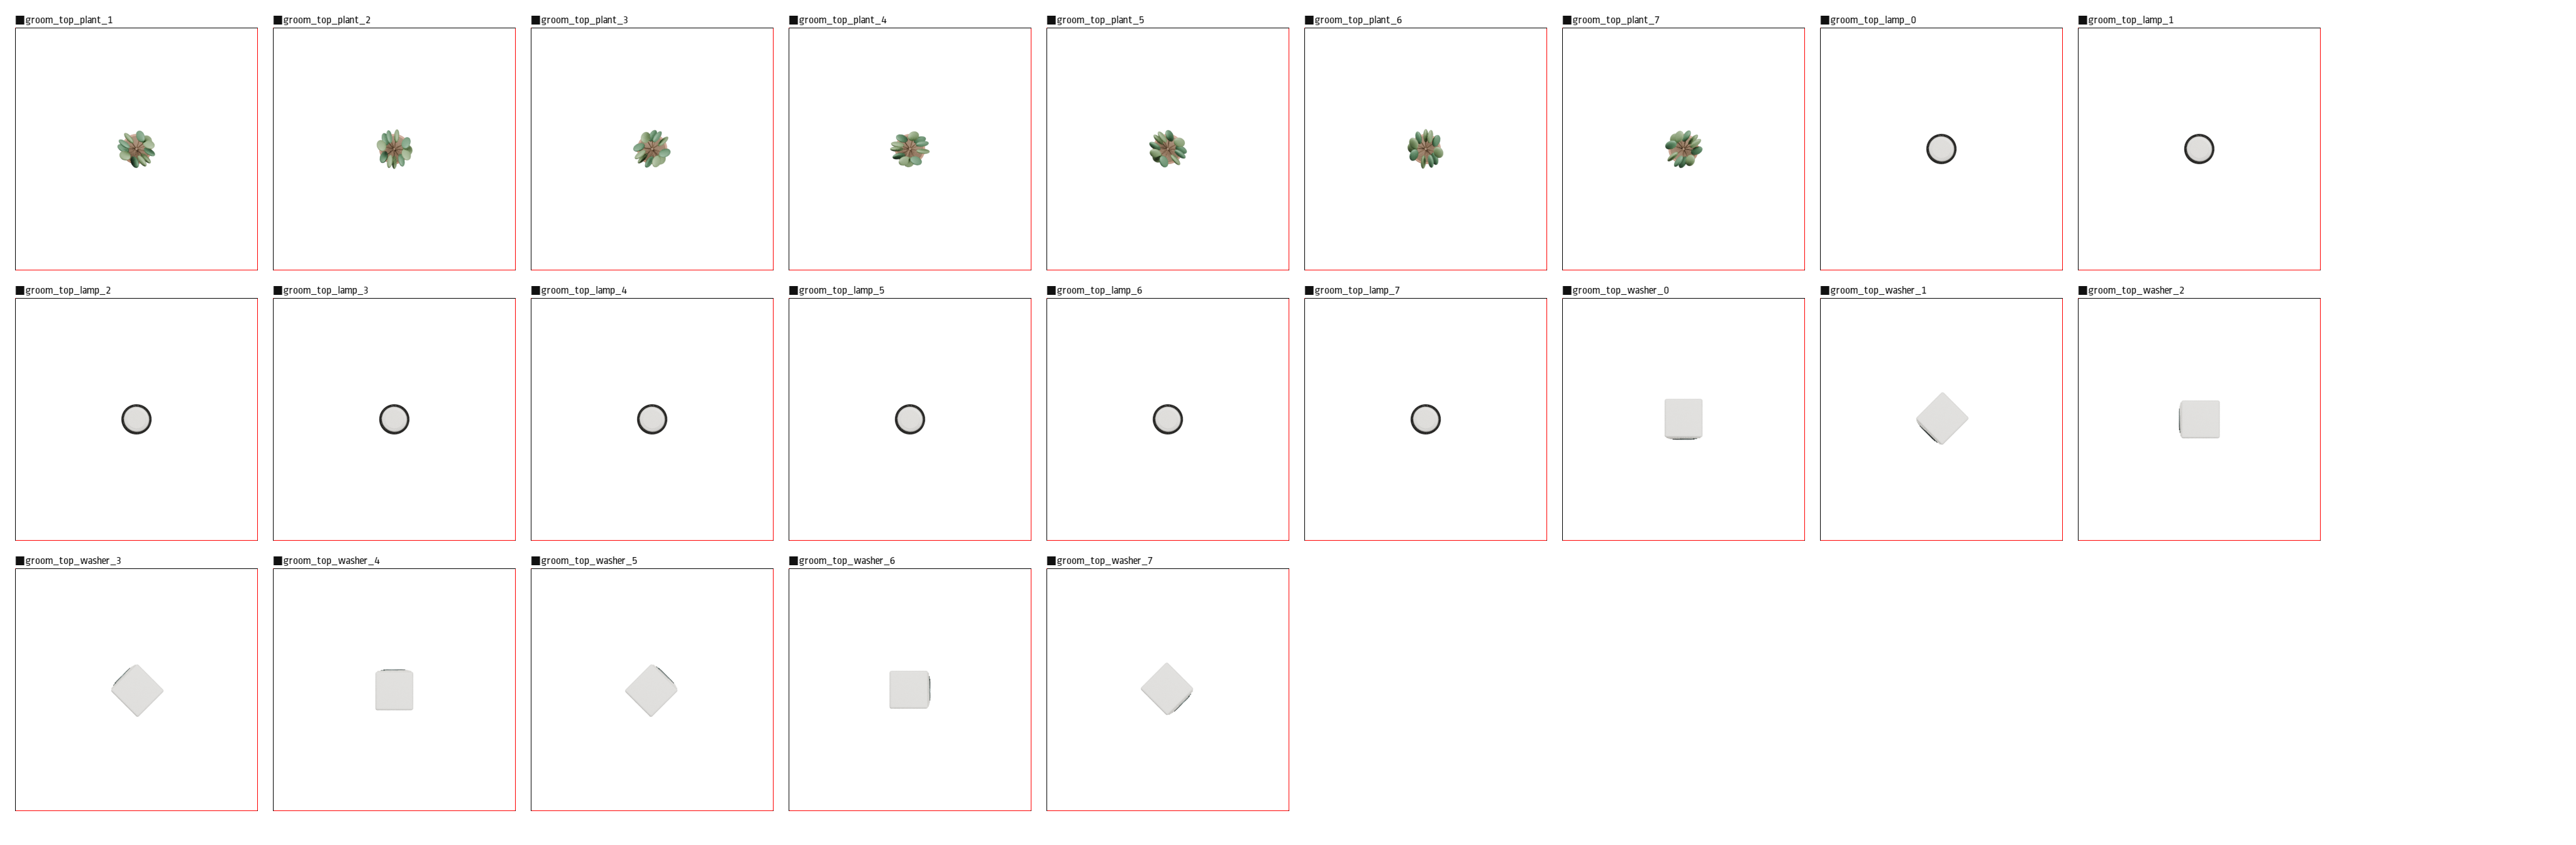 groom_top_plant_1
groom_top_plant_2
groom_top_plant_3
groom_top_plant_4
groom_top_plant_5
groom_top_plant_6
groom_top_plant_7
groom_top_lamp_0
groom_top_lamp_1
groom_top_lamp_2
groom_top_lamp_3
groom_top_lamp_4
groom_top_lamp_5
groom_top_lamp_6
groom_top_lamp_7
groom_top_washer_0
groom_top_washer_1
groom_top_washer_2
groom_top_washer_3
groom_top_washer_4
groom_top_washer_5
groom_top_washer_6
groom_top_washer_7